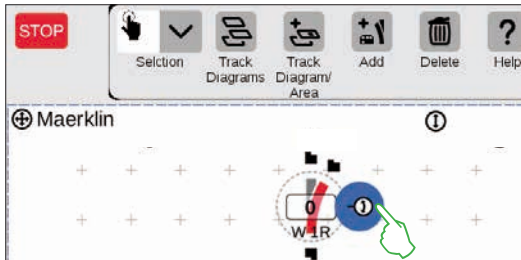 STOP
Selction
Track
Diagrams
Track
Diagram/
Area
Add
Delete
Help
?
Maerklin
0
W 1R